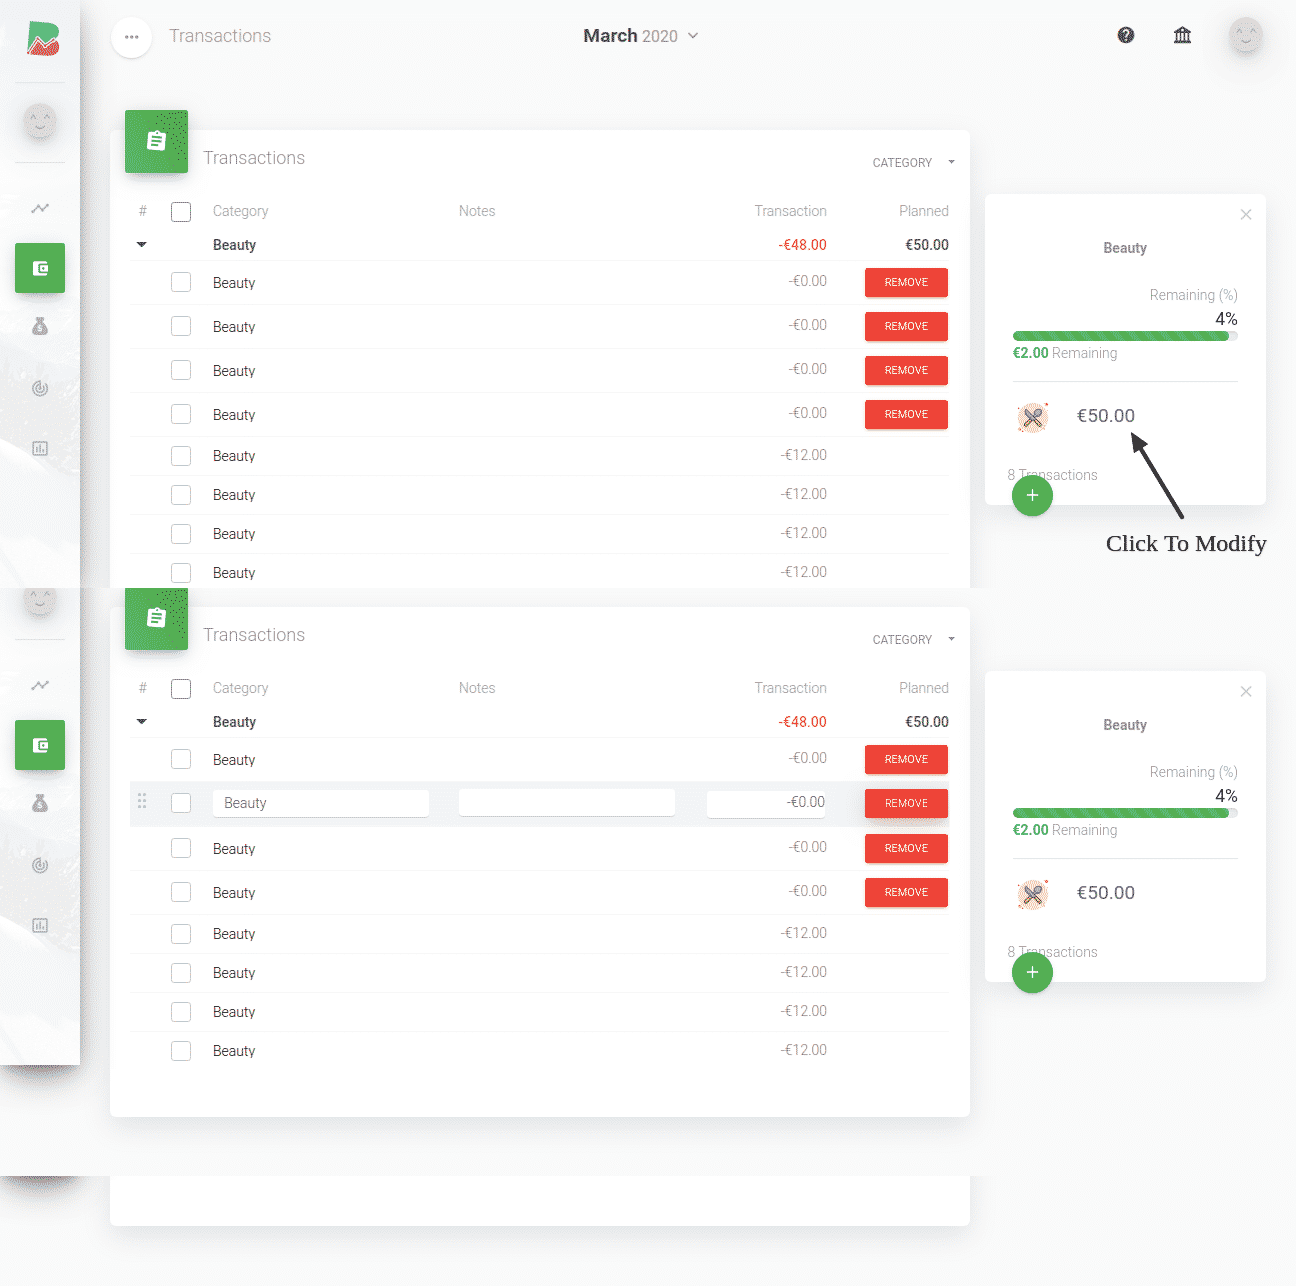 Transactions
March 2020
Transactions
CATEGORY
# Category Notes Transaction Planned
Beauty -€48.00 €50.00
Beauty -€0.00 REMOVE
Beauty -€0.00 REMOVE
Beauty -€0.00 REMOVE
Beauty -€0.00 REMOVE
Beauty -€12.00
Beauty -€12.00
Beauty -€12.00
Beauty -€12.00
Beauty
Remaining (%)
4%
€2.00 Remaining
€50.00
8 Transactions
+
Click To Modify
Transactions
CATEGORY
# Category Notes Transaction Planned
Beauty -€48.00 €50.00
Beauty -€0.00 REMOVE
Beauty -€0.00 REMOVE
Beauty -€0.00 REMOVE
Beauty -€0.00 REMOVE
Beauty -€12.00
Beauty -€12.00
Beauty -€12.00
Beauty -€12.00
Beauty
Remaining (%)
4%
€2.00 Remaining
€50.00
8 Transactions
+